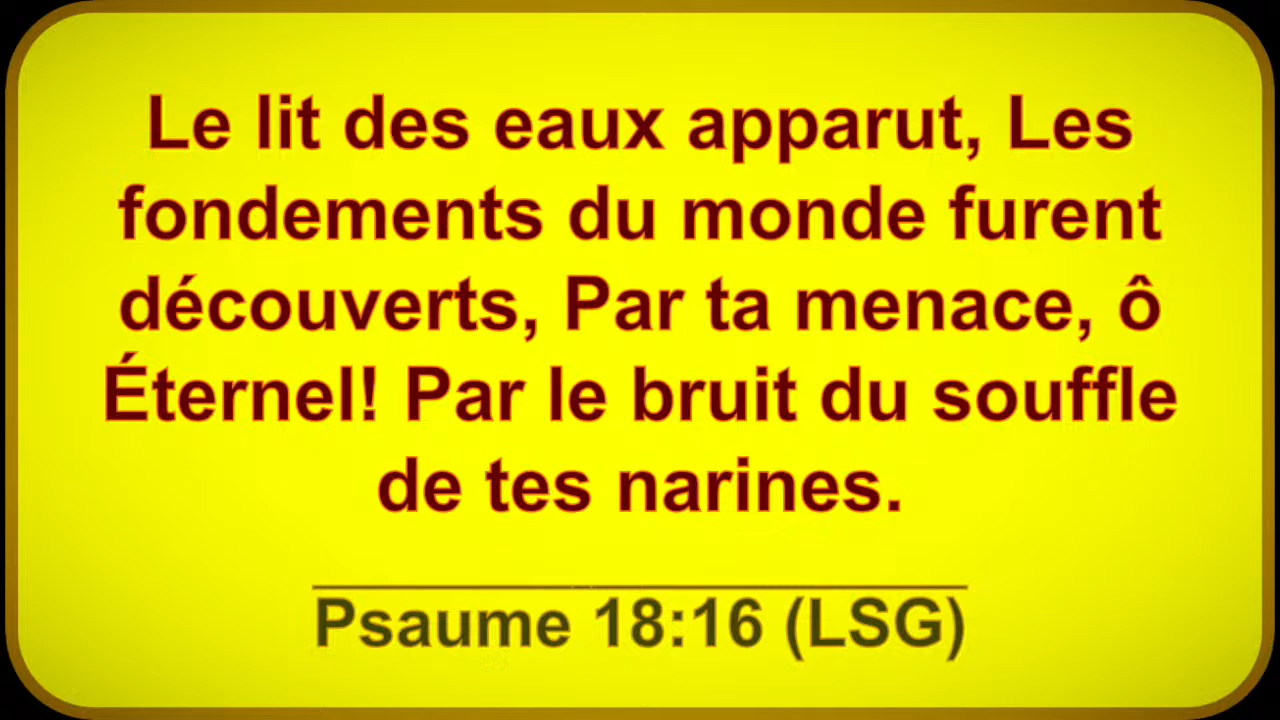 Le lit des eaux apparut, Les
fondements du monde furent
découverts, Par ta menace, ô
Éternel! Par le bruit du souffle
de tes narines.
Psaume 18:16 (LSG)